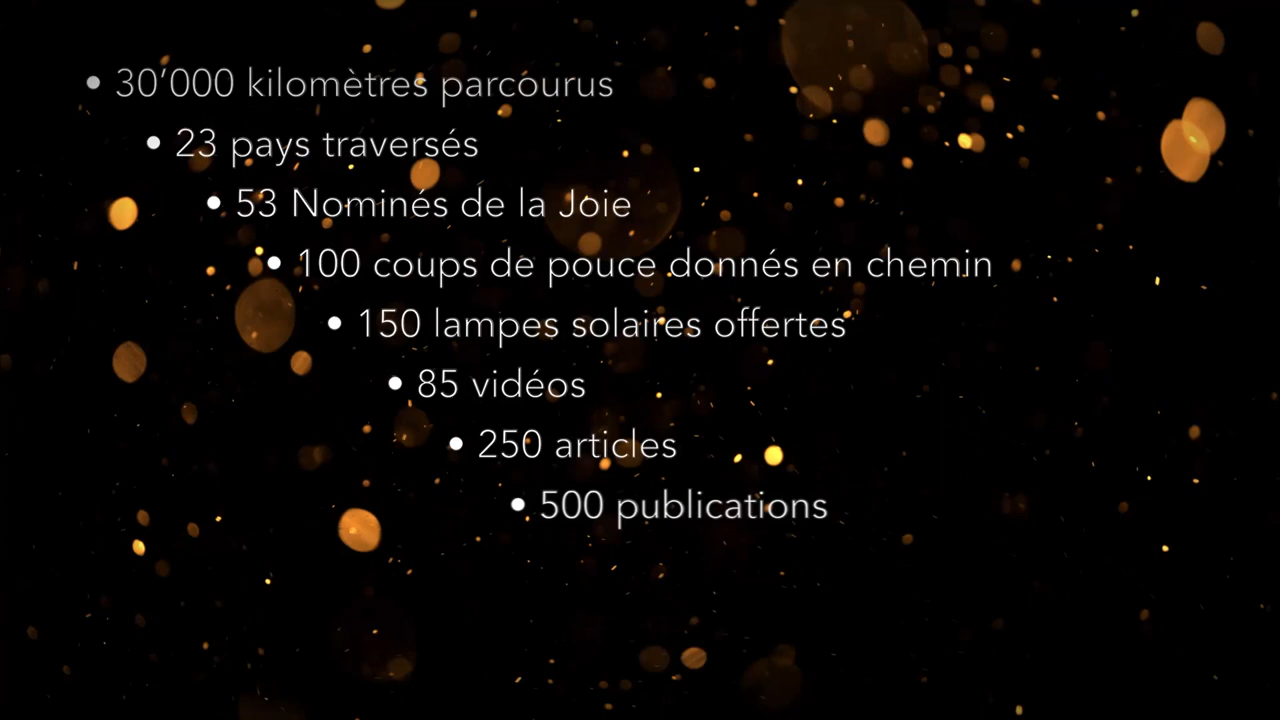 • 30’000 kilomètres parcourus
• 23 pays traversés
• 53 Nominés de la Joie
• 100 coups de pouce donnés en chemin
• 150 lampes solaires offertes
• 85 vidéos
• 250 articles
• 500 publications